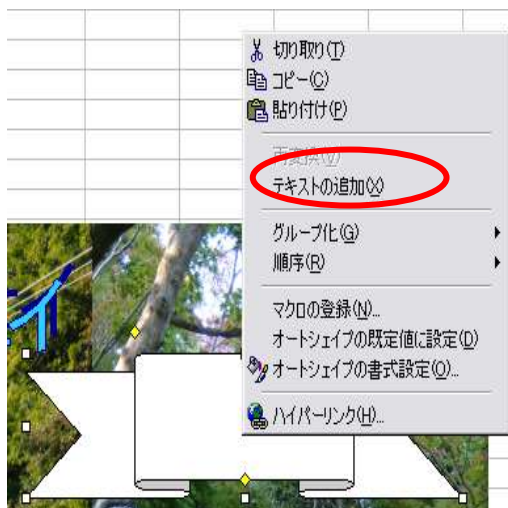 切り取り(T)
コピー(C)
貼り付け(P)
再変換(V)
テキストの追加(X)
グループ化(G)
順序(R)
マクロの登録(N)...
オートシェイプの既定値に設定(D)
オートシェイプの書式設定(O)...
ハイパーリンク(H)...